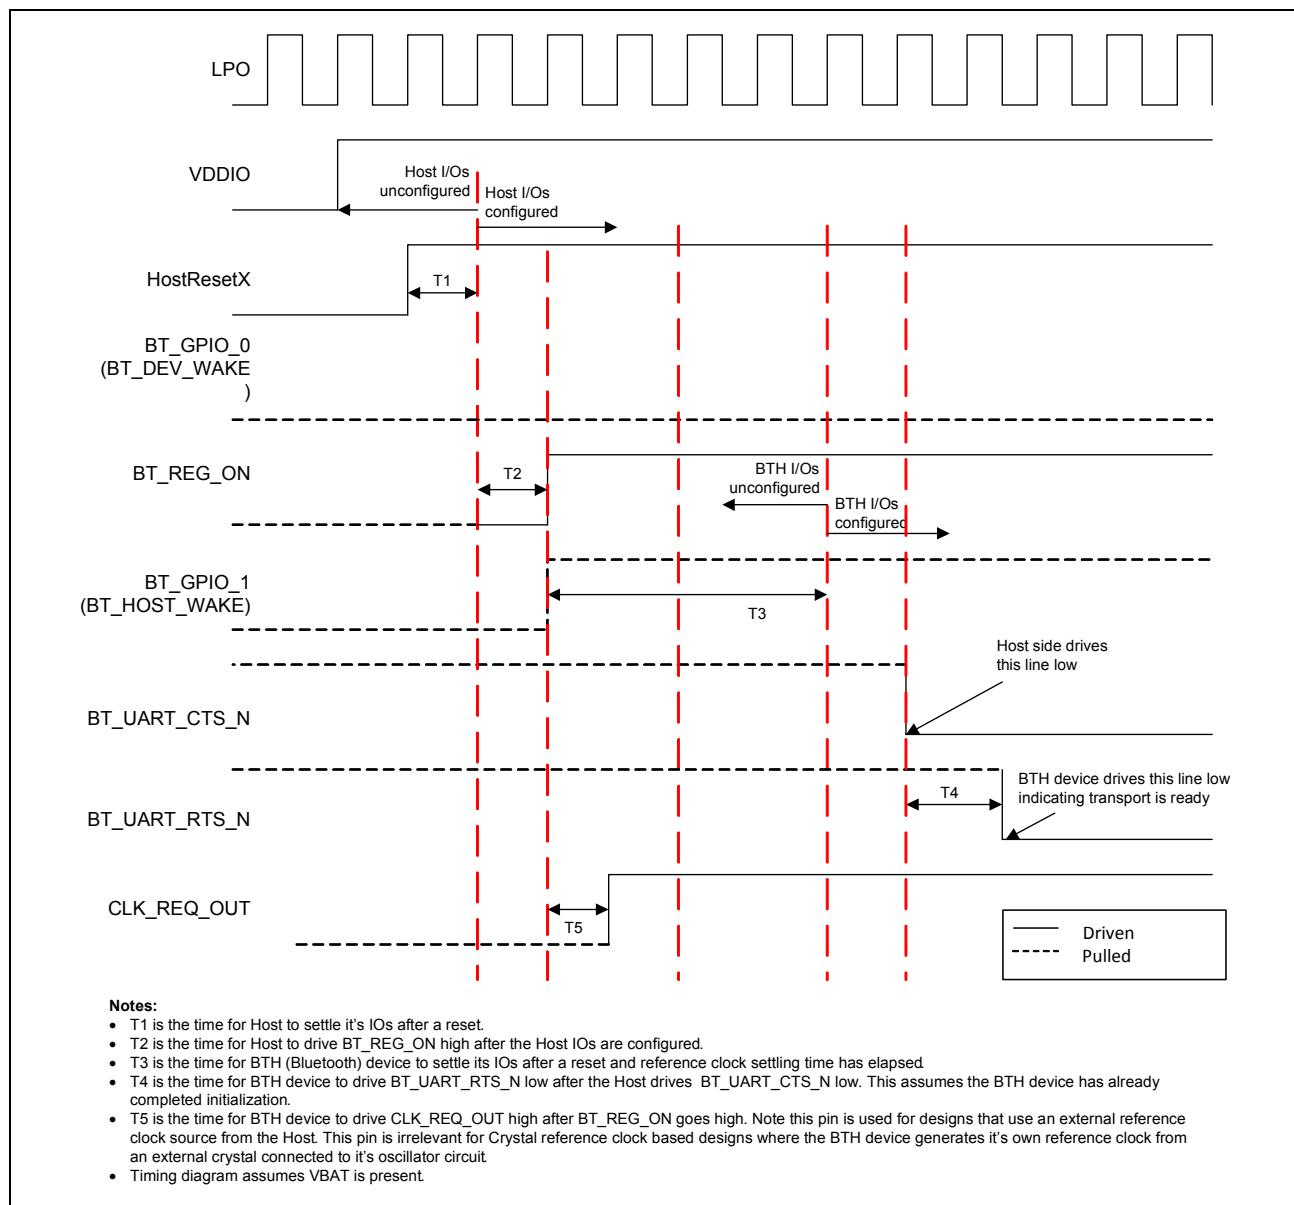 LPO
VDDIO
Host I/Os
unconfigured
Host I/Os
configured
HostResetX
T1
BT_GPIO_0
(BT_DEV_WAKE
)
BT_REG_ON
T2
BTH I/Os
unconfigured
BTH I/Os
configured
BT_GPIO_1
(BT_HOST_WAKE)
T3
Host side drives
this line low
BT_UART_CTS_N
BTH device drives this line low
indicating transport is ready
T4
BT_UART_RTS_N
CLK_REQ_OUT
T5
Driven
Pulled
Notes:
• T1 is the time for Host to settle it's IOs after a reset.
• T2 is the time for Host to drive BT_REG_ON high after the Host IOs are configured.
• T3 is the time for BTH (Bluetooth) device to settle its IOs after a reset and reference clock settling time has elapsed.
• T4 is the time for BTH device to drive BT_UART_RTS_N low after the Host drives BT_UART_CTS_N low. This assumes the BTH device has already
completed initialization.
• T5 is the time for BTH device to drive CLK_REQ_OUT high after BT_REG_ON goes high. Note this pin is used for designs that use an external reference
clock source from the Host. This pin is irrelevant for Crystal reference clock based designs where the BTH device generates it's own reference clock from
an external crystal connected to it's oscillator circuit.
• Timing diagram assumes VBAT is present.